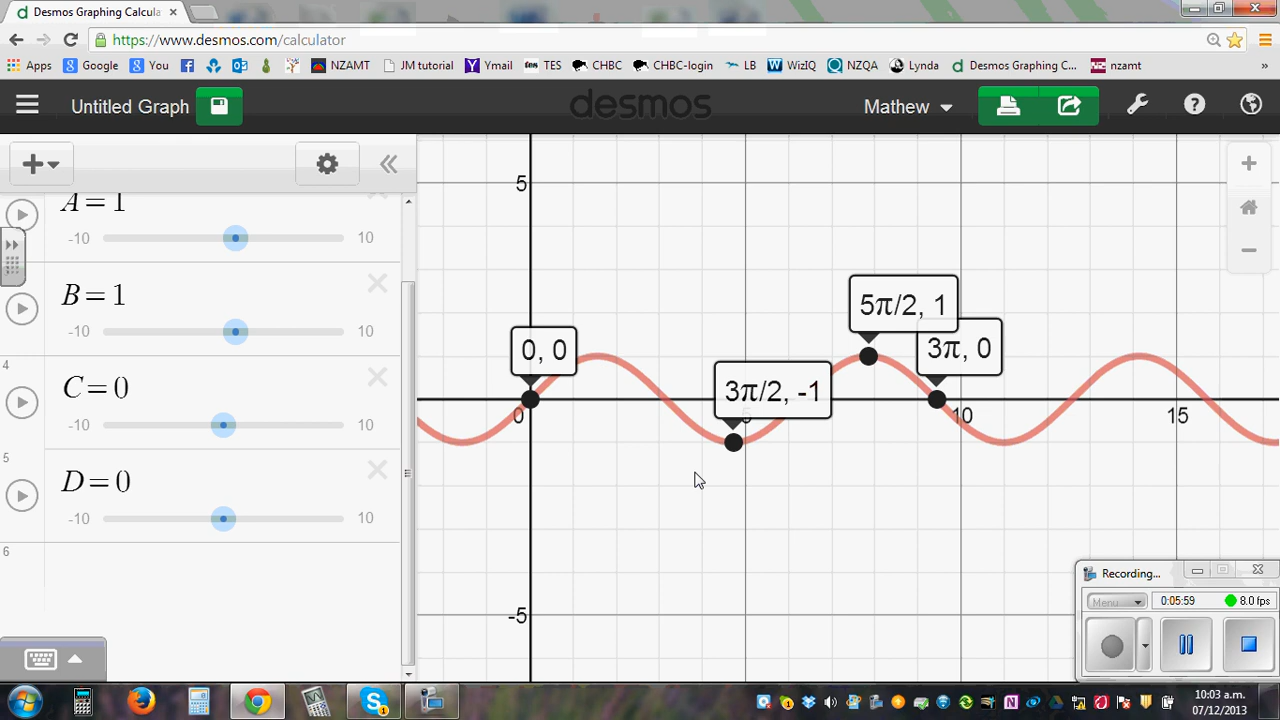 Desmos Graphing Calcula
https://www.desmos.com/calculator
Apps Google You NZAMT JM tutorial Ymail TES CHBC CHBC-login LB WizIQ NZQA Lynda Desmos Graphing C... nzamt »
Untitled Graph desmos Mathew
A = 1
-10 10
B = 1
-10 10
4
C = 0
-10 10
5
D = 0
-10 10
6
5
0, 0
3π/2, -1
5π/2, 1
3π, 0
0
10
15
-5
Recording...
Menu 0:05:59 8.0 fps
10:03 a.m.
07/12/2013